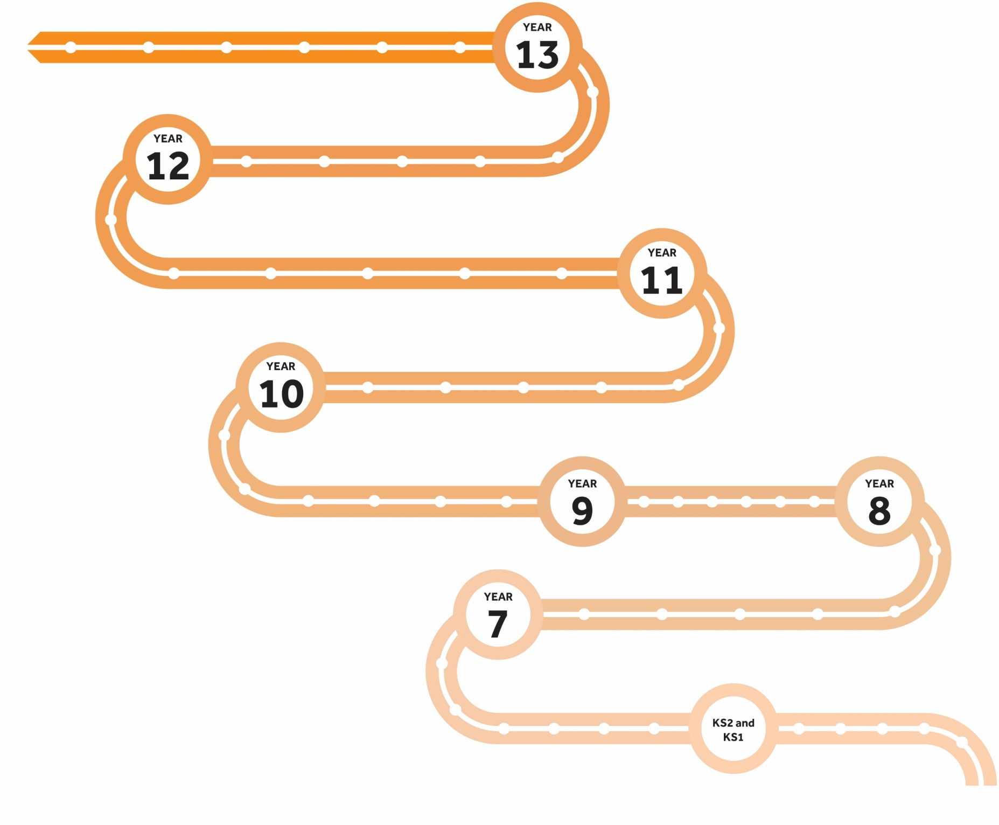 YEAR
13
YEAR
12
YEAR
11
YEAR
10
YEAR
9
YEAR
8
YEAR
7
KS2 and
KS1